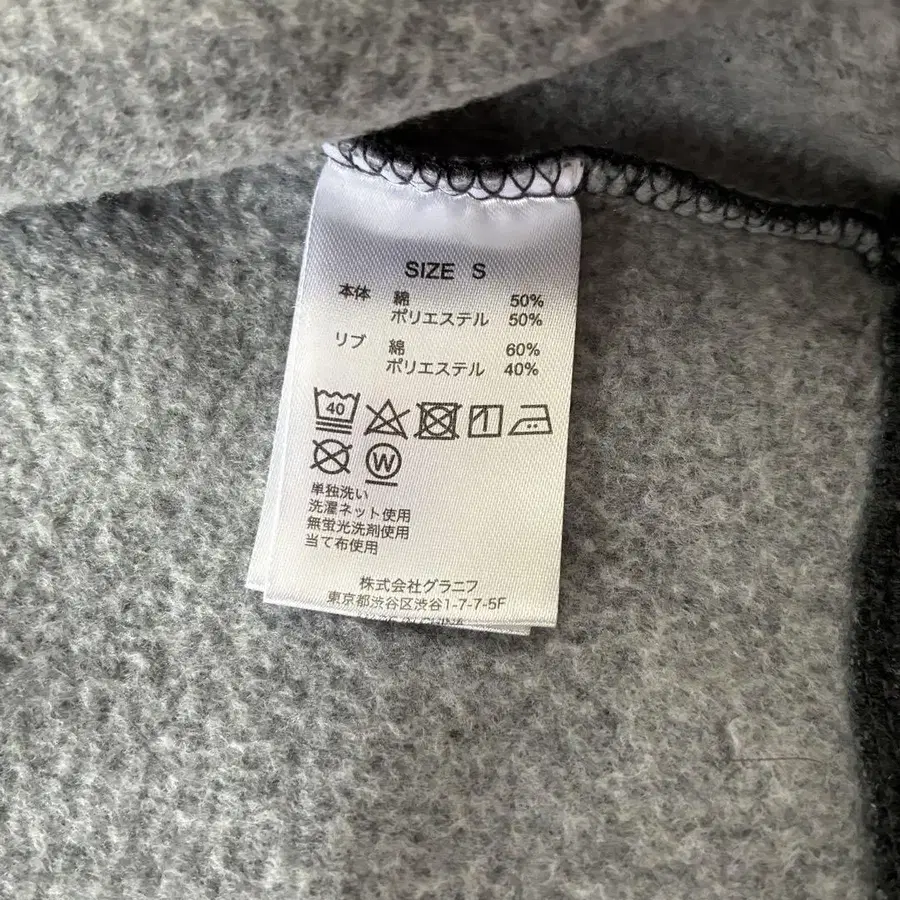 SIZE S
本体 綿 50%
ポリエステル 50%
リブ 綿 60%
ポリエステル 40%
40
W
単独洗い
洗濯ネット使用
無蛍光洗剤使用
当て布使用
株式会社グラニフ
東京都渋谷区渋谷1-7-7-5F